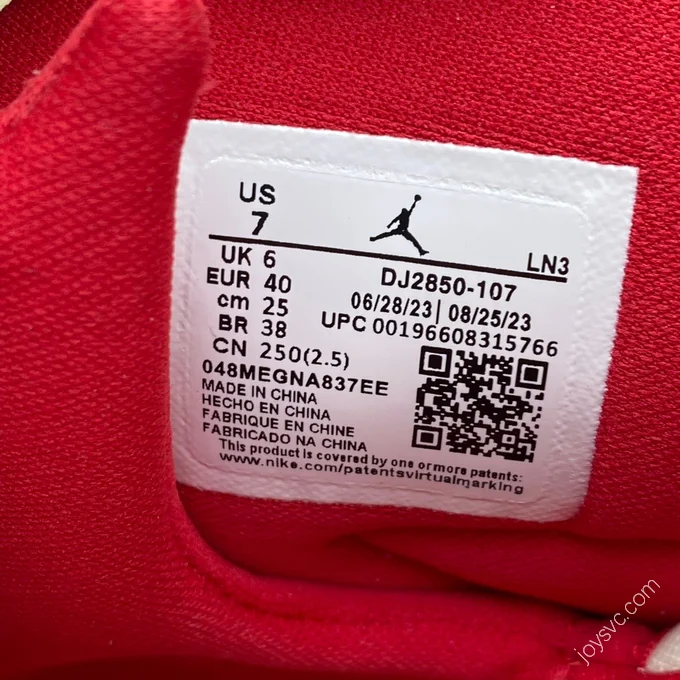 US
7
LN3
UK 6
DJ2850-107
EUR 40
06/28/23| 08/25/23
cm 25
UPC 00196608315766
BR 38
CN 250(2.5)
048MEGNA837EE
MADE IN CHINA
HECHO EN CHINA
FABRIQUE EN CHINE
FABRICADO NA CHINA
This product is covered by one or more patents:
www.nike.com/patentsvirtualmarking
joysvc.com